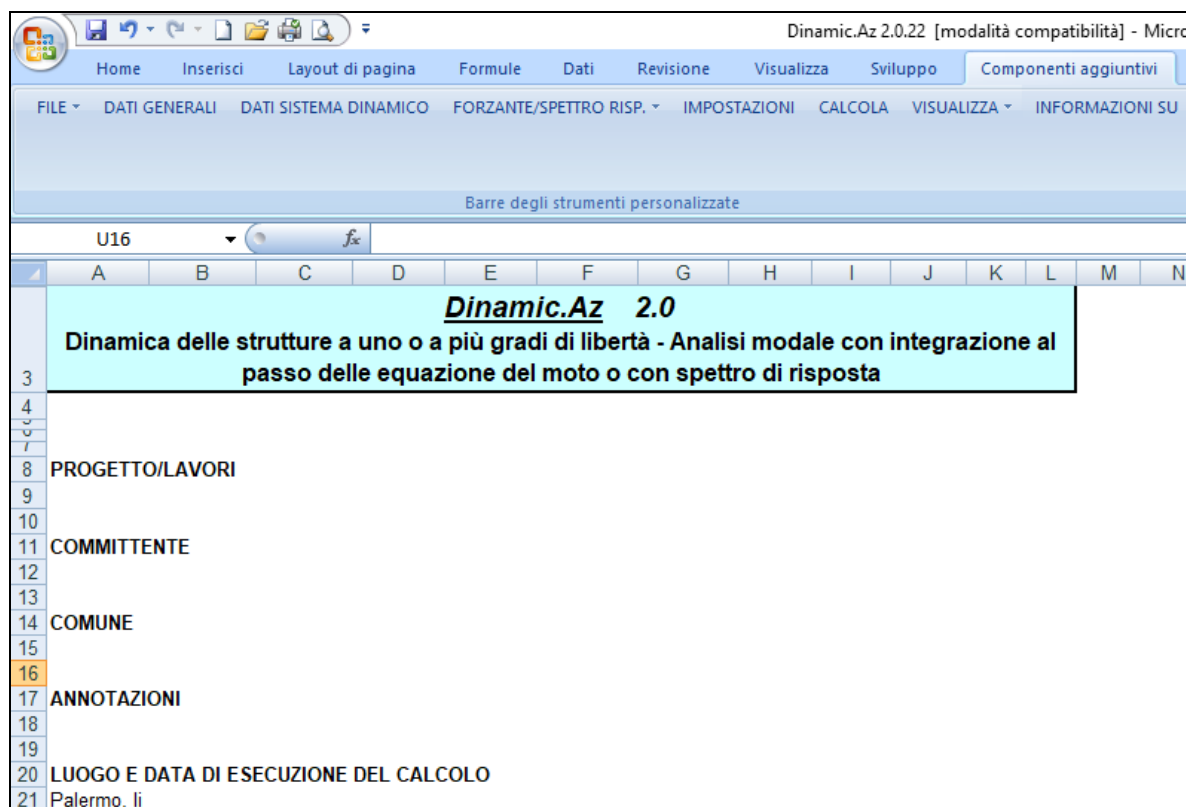 Dinamic.Az 2.0.22 [modalità compatibilità] - Micro
Home Inserisci Layout di pagina Formule Dati Revisione Visualizza Sviluppo Componenti aggiuntivi
FILE DATI GENERALI DATI SISTEMA DINAMICO FORZANTE/SPETTRO RISP. IMPOSTAZIONI CALCOLA VISUALIZZA INFORMAZIONI SU
Barre degli strumenti personalizzate
U16 fx
A B C D E F G H I J K L M N
Dinamic.Az 2.0
Dinamica delle strutture a uno o a più gradi di libertà - Analisi modale con integrazione al
3 passo delle equazione del moto o con spettro di risposta
4
5
6
7
8 PROGETTO/LAVORI
9
10
11 COMMITTENTE
12
13
14 COMUNE
15
16
17 ANNOTAZIONI
18
19
20 LUOGO E DATA DI ESECUZIONE DEL CALCOLO
21 Palermo, li